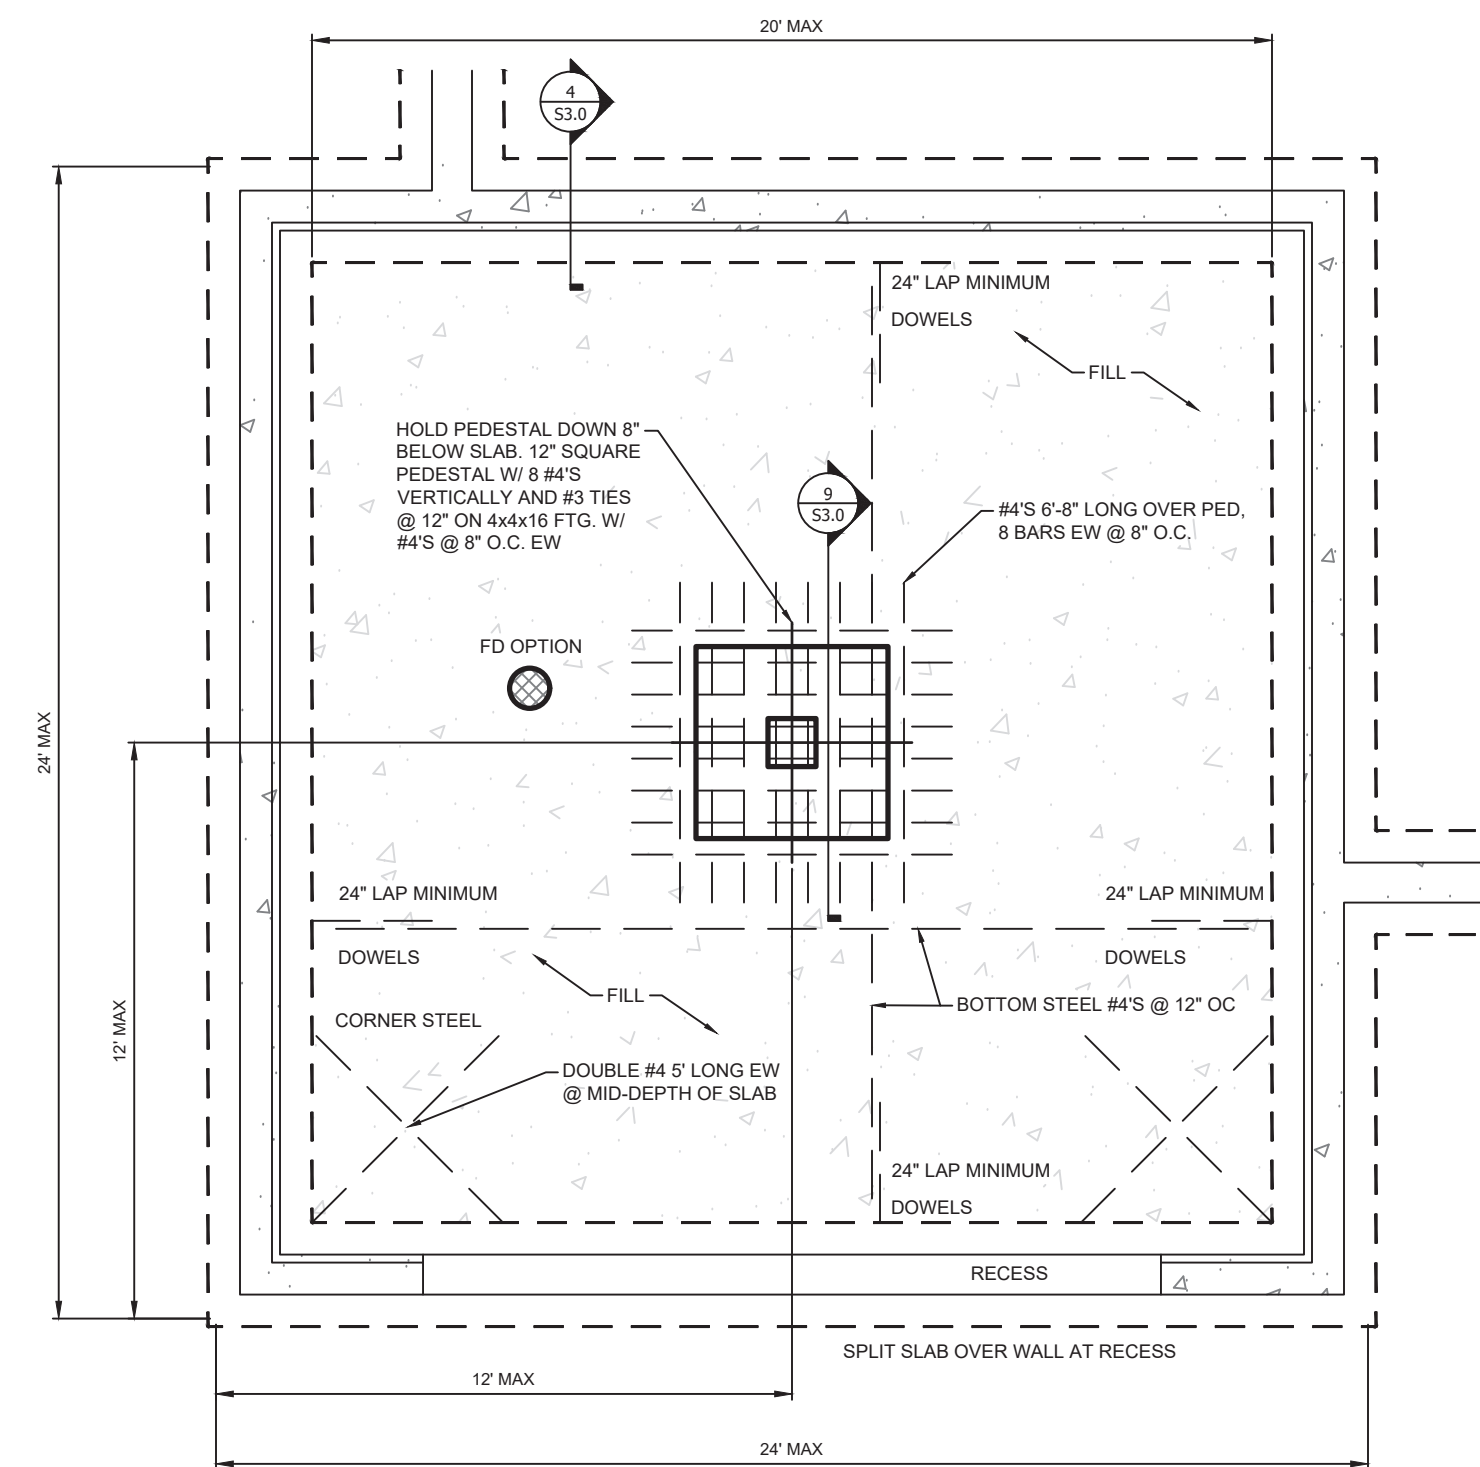 20' MAX
4
S3.0
24" LAP MINIMUM
DOWELS
FILL
HOLD PEDESTAL DOWN 8"
BELOW SLAB. 12" SQUARE
PEDESTAL W/ 8 #4'S
VERTICALLY AND #3 TIES
@ 12" ON 4x4x16 FTG. W/
#4'S @ 8" O.C. EW
9
S3.0
#4'S 6'-8" LONG OVER PED,
8 BARS EW @ 8" O.C.
FD OPTION
24' MAX
24" LAP MINIMUM
DOWELS
24" LAP MINIMUM
DOWELS
FILL
BOTTOM STEEL #4'S @ 12" OC
CORNER STEEL
12' MAX
DOUBLE #4 5' LONG EW
@ MID-DEPTH OF SLAB
24" LAP MINIMUM
DOWELS
RECESS
SPLIT SLAB OVER WALL AT RECESS
12' MAX
24' MAX